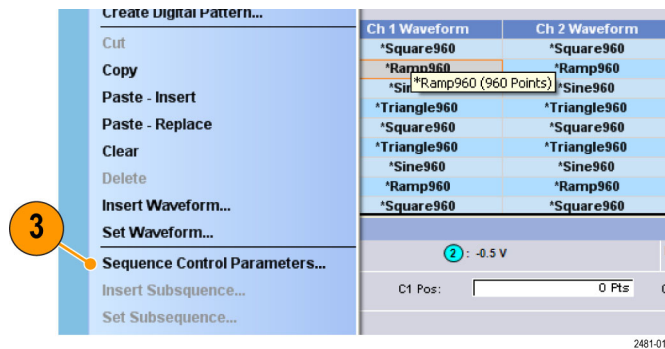 Create Digital Pattern...
Cut
Copy
Paste - Insert
Paste - Replace
Clear
Delete
Insert Waveform...
Set Waveform...
3
Sequence Control Parameters...
Insert Subsquence...
Set Subsequence...
Ch 1 Waveform Ch 2 Waveform
*Square960 *Square960
*Ramp960 *Ramp960
*Ramp960 (960 Points)
*Sin *Sine960
*Triangle960 *Triangle960
*Square960 *Square960
*Triangle960 *Triangle960
*Sine960 *Sine960
*Ramp960 *Ramp960
*Square960 *Square960
2 : -0.5 V
C1 Pos: 0 Pts
2481-01